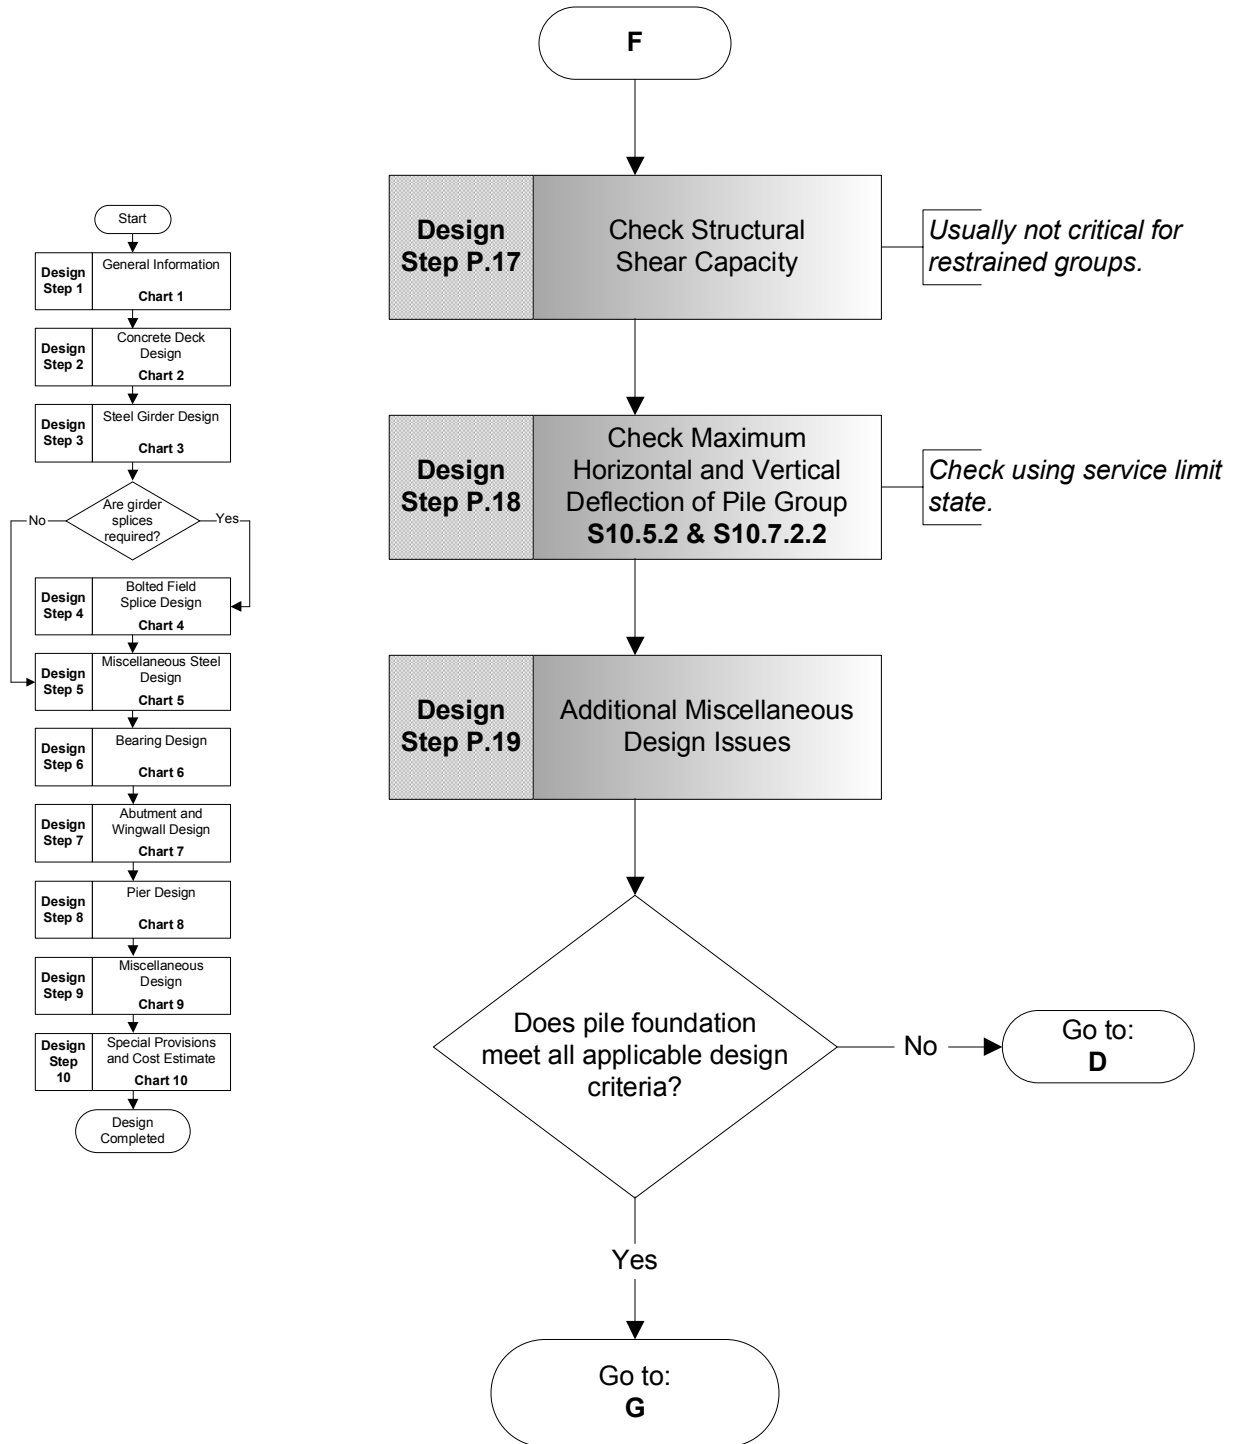 Start
Design
Step 1
General Information
Chart 1
Design
Step 2
Concrete Deck
Design
Chart 2
Design
Step 3
Steel Girder Design
Chart 3
Are girder
splices
required?
No
Yes
Design
Step 4
Bolted Field
Splice Design
Chart 4
Design
Step 5
Miscellaneous Steel
Design
Chart 5
Design
Step 6
Bearing Design
Chart 6
Design
Step 7
Abutment and
Wingwall Design
Chart 7
Design
Step 8
Pier Design
Chart 8
Design
Step 9
Miscellaneous
Design
Chart 9
Design
Step
10
Special Provisions
and Cost Estimate
Chart 10
Design
Completed
F
Design
Step P.17
Check Structural
Shear Capacity
Usually not critical for
restrained groups.
Design
Step P.18
Check Maximum
Horizontal and Vertical
Deflection of Pile Group
S10.5.2 & S10.7.2.2
Check using service limit
state.
Design
Step P.19
Additional Miscellaneous
Design Issues
Does pile foundation
meet all applicable design
criteria?
No
Go to:
D
Yes
Go to:
G